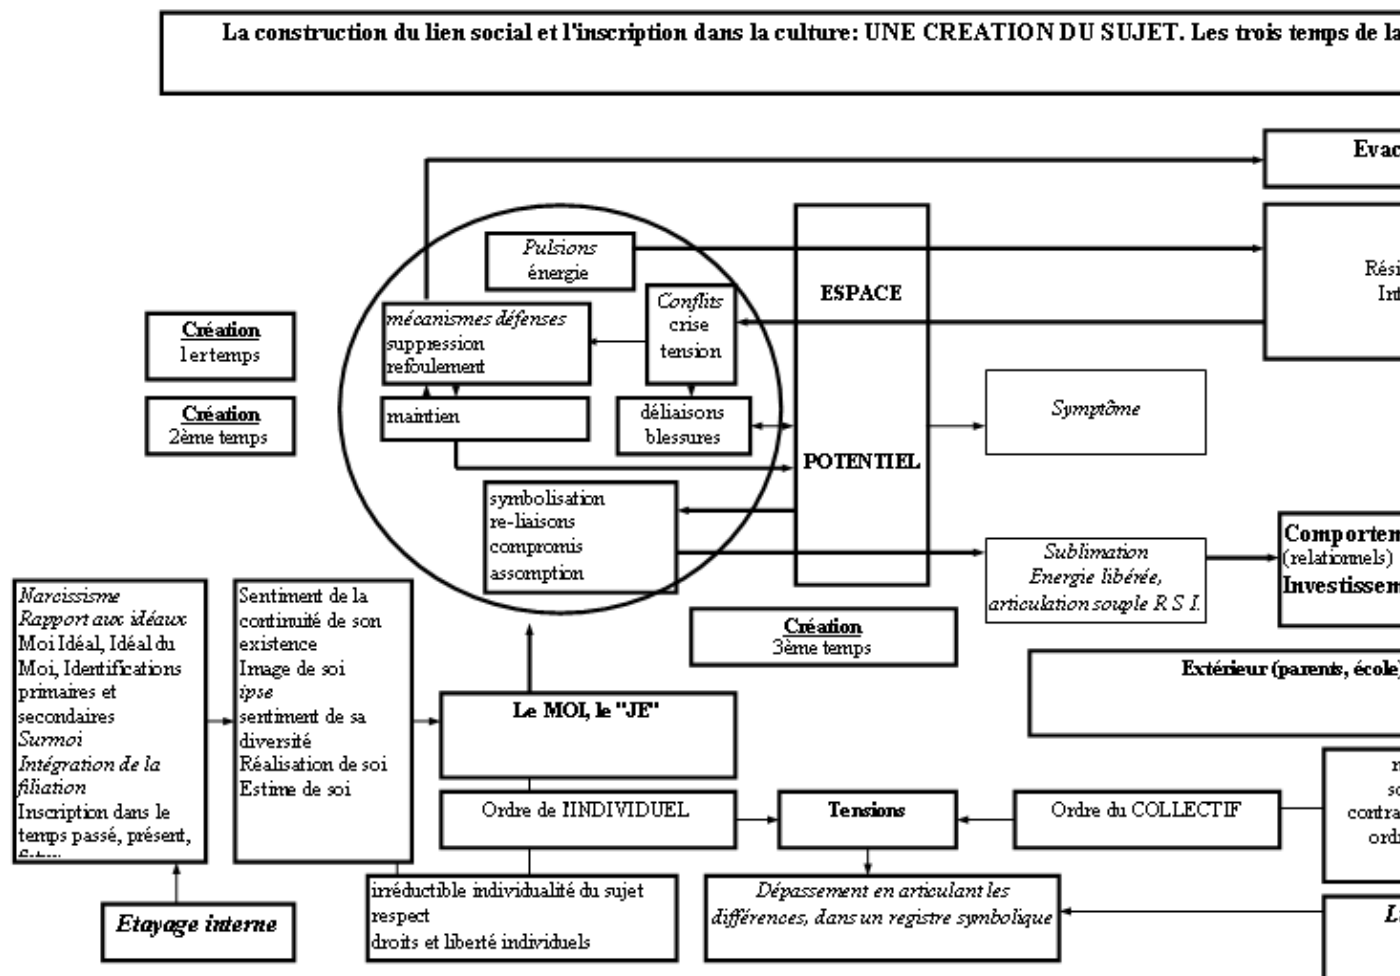 La construction du lien social et l'inscription dans la culture: UNE CREATION DU SUJET. Les trois temps de la
Evac
Pulsions
énergie
Rési
Int
ESPACE
POTENTIEL
Conflits
crise
tension
mécanismes défenses
suppression
refoulement
Création
1er temps
Création
2ème temps
maintien
déliaisons
blessures
Symptôme
symbolisation
re-liaisons
compromis
assomption
Sublimation
Energie libérée,
articulation souple R S I.
Comportem
(relationnels)
Investissem
Création
3ème temps
Narcissisme
Rapport aux idéaux
Moi Idéal, Idéal du
Moi, Identifications
primaires et
secondaires
Surmoi
Intégration de la
filiation
Inscription dans le
temps passé, présent,
Sentiment de la
continuité de son
existence
Image de soi
ipse
sentiment de sa
diversité
Réalisation de soi
Estime de soi
Le MOI, le "JE"
Extérieur (parents, école)
Ordre de l'INDIVIDUEL
Tensions
Ordre du COLLECTIF
contra
ordr
irréductible individualité du sujet
respect
droits et liberté individuels
Dépassement en articulant les
différences, dans un registre symbolique
Etayage interne